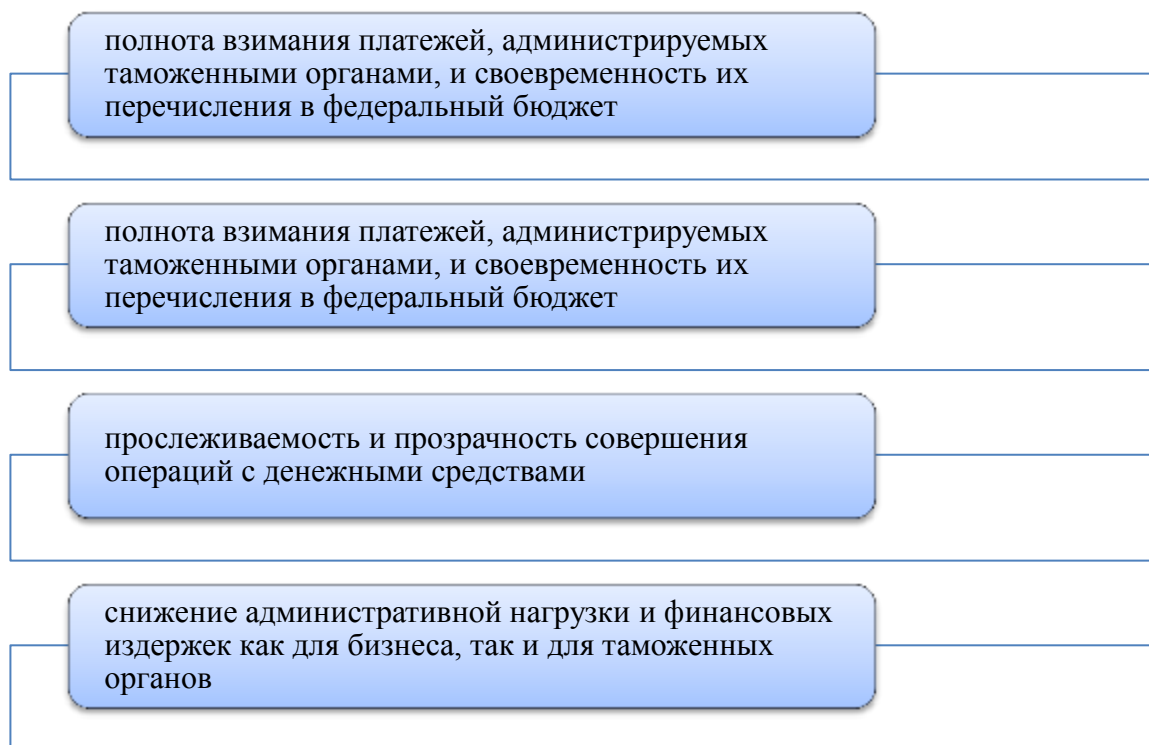 полнота взимания платежей, администрируемых
таможенными органами, и своевременность их
перечисления в федеральный бюджет
полнота взимания платежей, администрируемых
таможенными органами, и своевременность их
перечисления в федеральный бюджет
прослеживаемость и прозрачность совершения
операций с денежными средствами
снижение административной нагрузки и финансовых
издержек как для бизнеса, так и для таможенных
органов